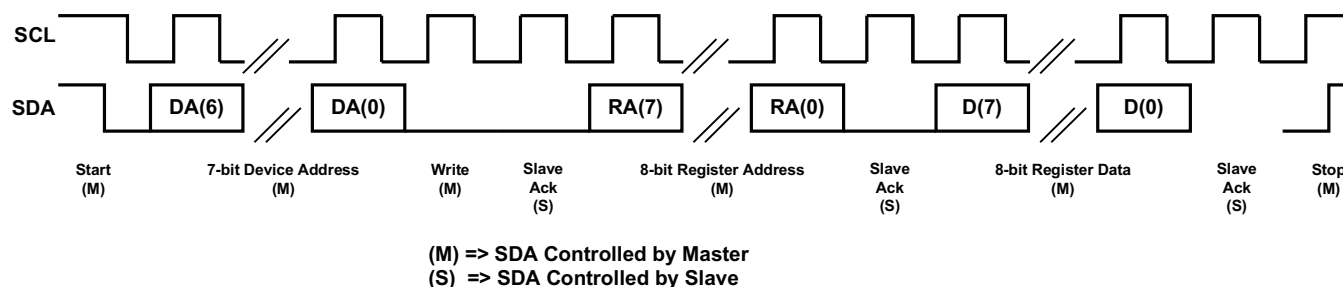 SCL
SDA DA(6) DA(0) RA(7) RA(0) D(7) D(0)
Start 7-bit Device Address Write Slave 8-bit Register Address Slave 8-bit Register Data Slave Stop
(M) (M) (M) Ack (M) Ack (M) Ack (M)
(S) (S) (S)
(M) => SDA Controlled by Master
(S) => SDA Controlled by Slave